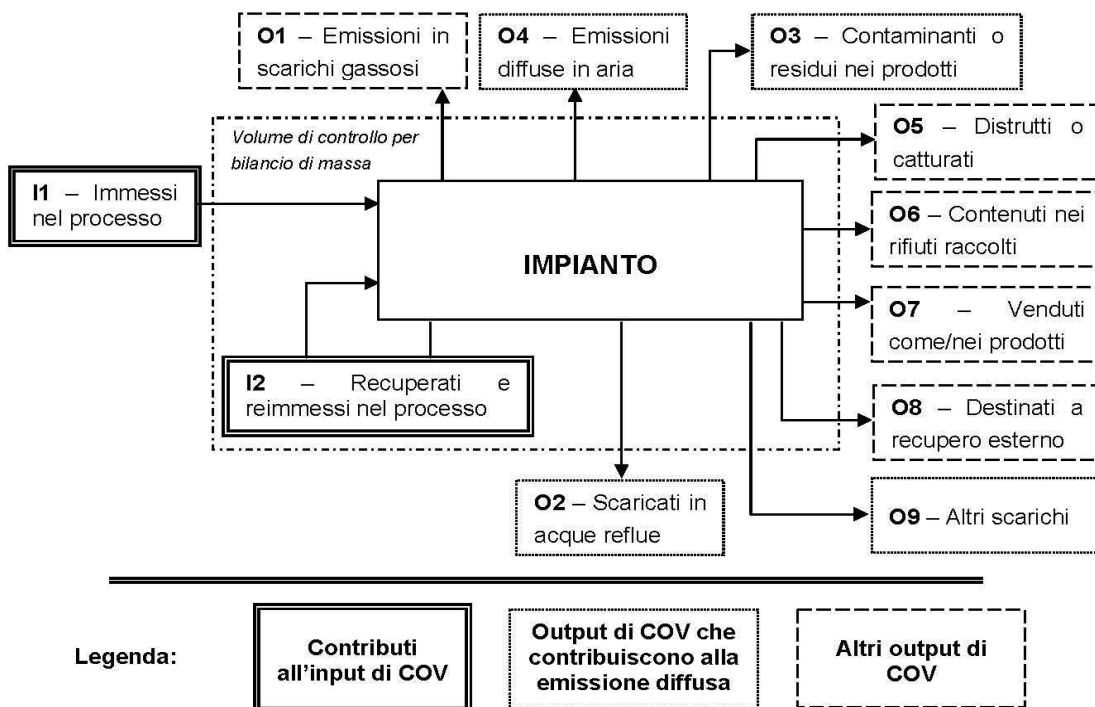 O1 – Emissioni in
scarichi gassosi
O4 – Emissioni
diffuse in aria
O3 – Contaminanti o
residui nei prodotti
Volume di controllo per
bilancio di massa
O5 – Distrutti o
catturati
I1 – Immessi
nel processo
O6 – Contenuti nei
rifiuti raccolti
IMPIANTO
O7 – Venduti
come/nei prodotti
I2 – Recuperati e
reimmessi nel processo
O8 – Destinati a
recupero esterno
O2 – Scaricati in
acque reflue
O9 – Altri scarichi
Legenda:
Contributi
all'input di COV
Output di COV che
contribuiscono alla
emissione diffusa
Altri output di
COV